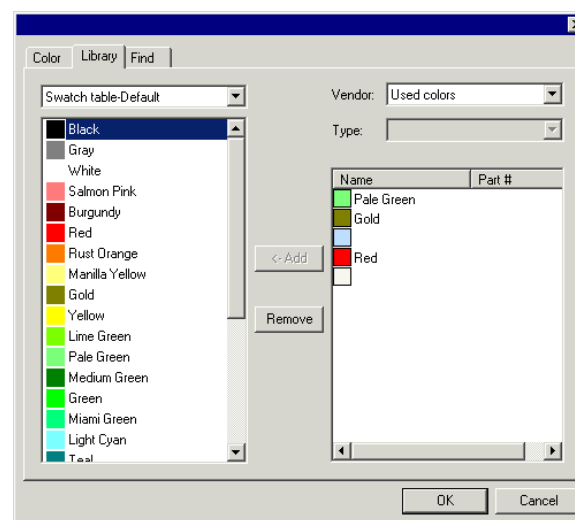 Color Library Find
Swatch table-Default
Vendor: Used colors
Type:
Black
Gray
White
Salmon Pink
Burgundy
Red
Rust Orange
Manilla Yellow
Gold
Yellow
Lime Green
Pale Green
Medium Green
Green
Miami Green
Light Cyan
Teal
<- Add
Remove
Name Part #
Pale Green
Gold
Red
OK Cancel